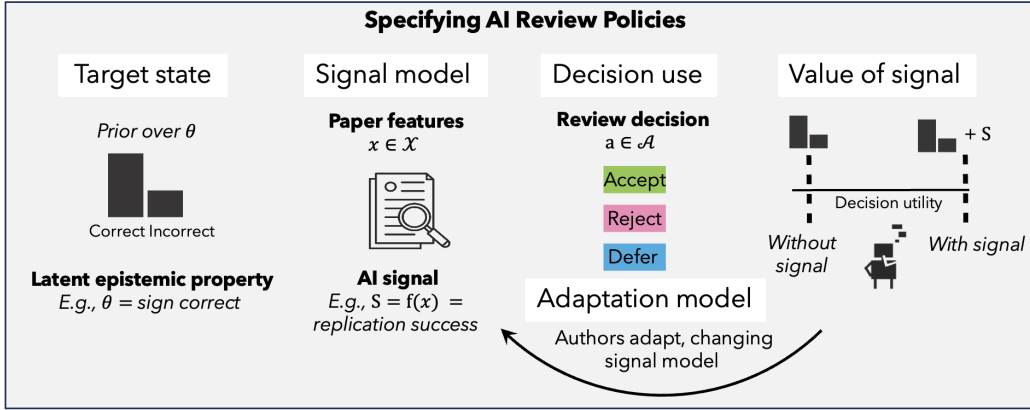 Specifying AI Review Policies
Target state
Prior over θ
Correct Incorrect
Latent epistemic property
E.g., θ = sign correct
Signal model
Paper features
x ∈ 𝒳
AI signal
E.g., S = f(x) =
replication success
Decision use
Review decision
a ∈ 𝒜
Accept
Reject
Defer
Adaptation model
Authors adapt, changing
signal model
Value of signal
+ S
Decision utility
Without
signal
With signal